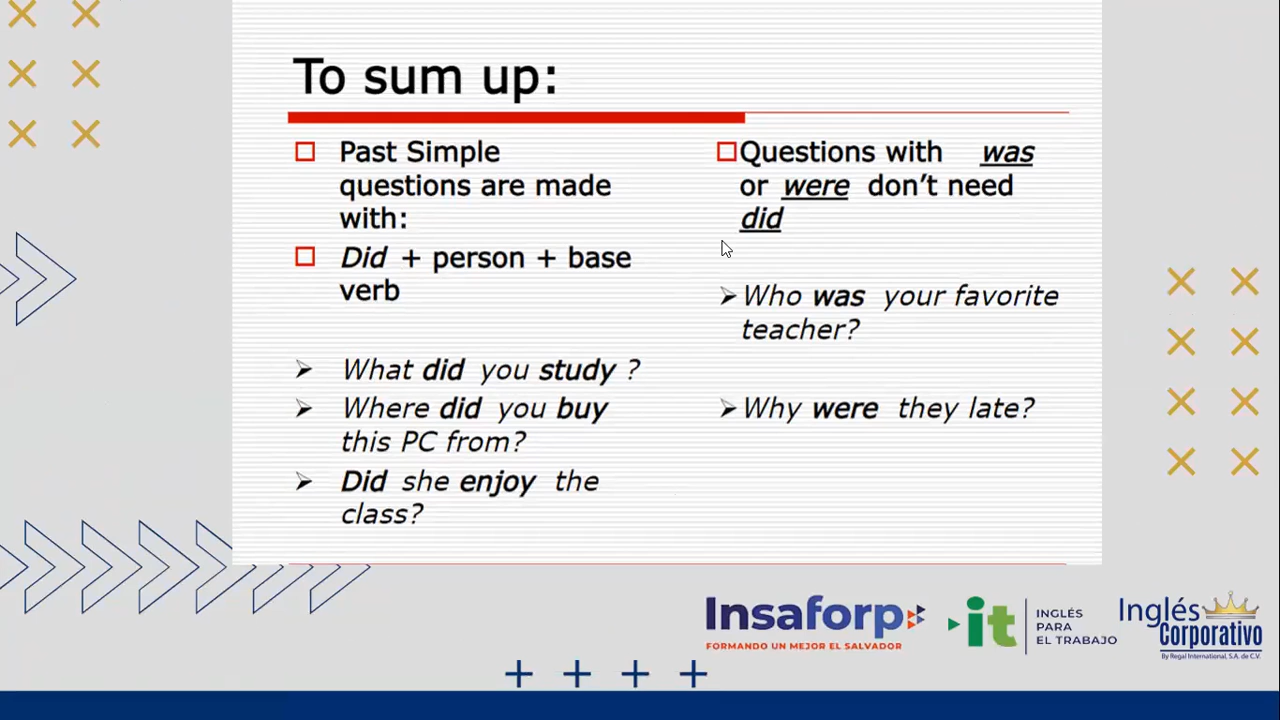 To sum up:
Past Simple
questions are made
with:
Did + person + base
verb
What did you study ?
Where did you buy
this PC from?
Did she enjoy the
class?
Questions with was
or were don’t need
did
Who was your favorite
teacher?
Why were they late?
Insaforp
FORMANDO UN MEJOR EL SALVADOR
it
INGLÉS
PARA
EL TRABAJO
Inglés
Corporativo
By Regal International, S.A. de C.V.